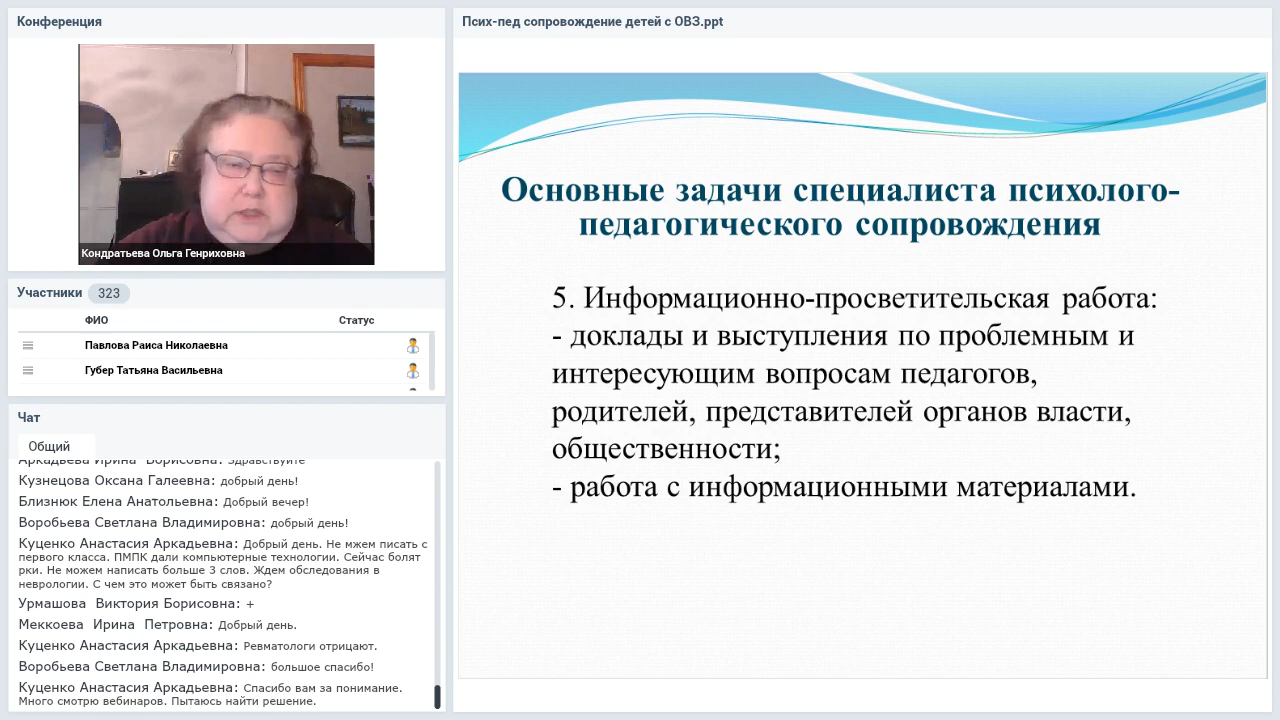 Конференция
Кондратьева Ольга Генриховна
Участники 323
ФИО Статус
Павлова Раиса Николаевна
Губер Татьяна Васильевна
Чат
Общий
Аркадьева Ирина Борисовна: Здравствуйте
Кузнецова Оксана Галеевна: добрый день!
Близнюк Елена Анатольевна: Добрый вечер!
Воробьева Светлана Владимировна: добрый день!
Куценко Анастасия Аркадьевна: Добрый день. Не мжем писать с
первого класса. ПМПК дали компьютерные технологии. Сейчас болят
рки. Не можем написать больше 3 слов. Ждем обследования в
неврологии. С чем это может быть связано?
Урмашова Виктория Борисовна: +
Меккоева Ирина Петровна: Добрый день.
Куценко Анастасия Аркадьевна: Ревматологи отрицают.
Воробьева Светлана Владимировна: большое спасибо!
Куценко Анастасия Аркадьевна: Спасибо вам за понимание.
Много смотрю вебинаров. Пытаюсь найти решение.
Псих-пед сопровождение детей с ОВЗ.ppt
Основные задачи специалиста психолого-
педагогического сопровождения
5. Информационно-просветительская работа:
- доклады и выступления по проблемным и
интересующим вопросам педагогов,
родителей, представителей органов власти,
общественности;
- работа с информационными материалами.